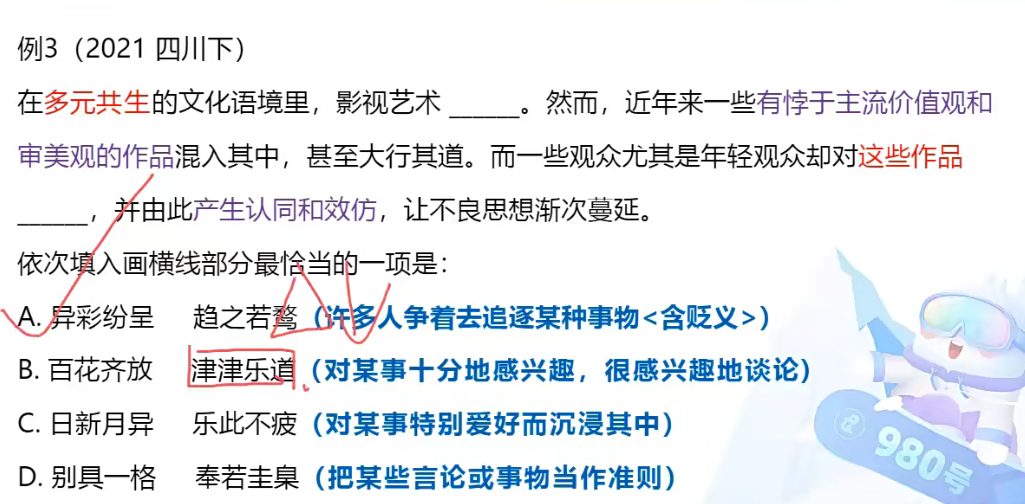 例3（2021 四川下）
在多元共生的文化语境里，影视艺术 ______。然而，近年来一些有悖于主流价值观和
审美观的作品混入其中，甚至大行其道。而一些观众尤其是年轻观众却对这些作品
______，并由此产生认同和效仿，让不良思想渐次蔓延。
依次填入画横线部分最恰当的一项是：
A. 异彩纷呈 趋之若鹜（许多人争着去追逐某种事物<含贬义>）
B. 百花齐放 津津乐道（对某事十分地感兴趣，很感兴趣地谈论）
C. 日新月异 乐此不疲（对某事特别爱好而沉浸其中）
D. 别具一格 奉若圭臬（把某些言论或事物当作准则）
980号